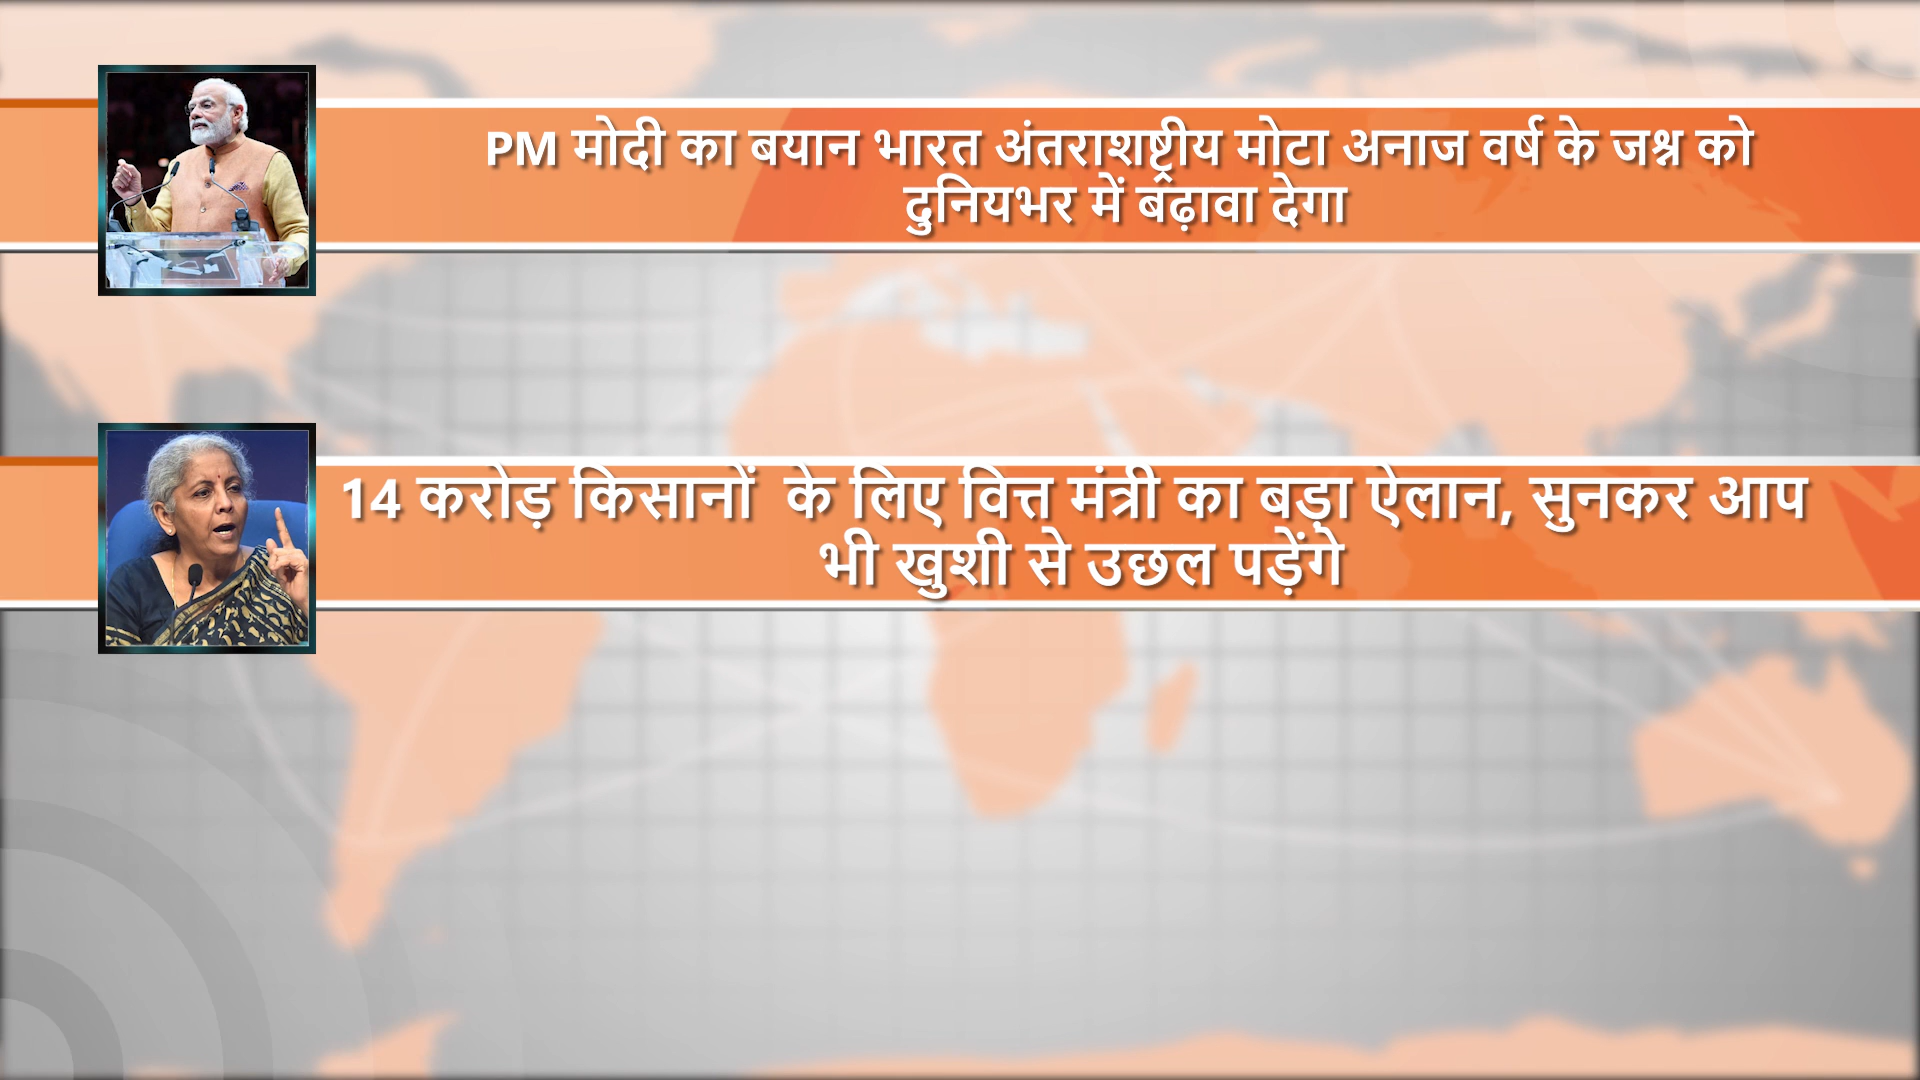 PM मोदी का बयान भारत अंतराशष्ट्रीय मोटा अनाज वर्ष के जश्न को
दुनियभर में बढ़ावा देगा
14 करोड़ किसानों  के लिए वित्त मंत्री का बड़ा ऐलान, सुनकर आप
भी खुशी से उछल पड़ेंगे